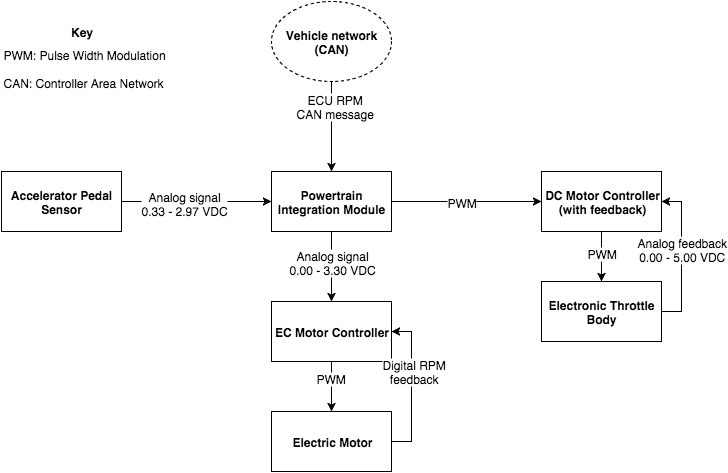 Key
PWM: Pulse Width Modulation
CAN: Controller Area Network
Vehicle network
(CAN)
ECU RPM
CAN message
Accelerator Pedal
Sensor
Analog signal
0.33 - 2.97 VDC
Powertrain
Integration Module
PWM
DC Motor Controller
(with feedback)
Analog signal
0.00 - 3.30 VDC
PWM
Analog feedback
0.00 - 5.00 VDC
EC Motor Controller
Electronic Throttle
Body
PWM
Digital RPM
feedback
Electric Motor